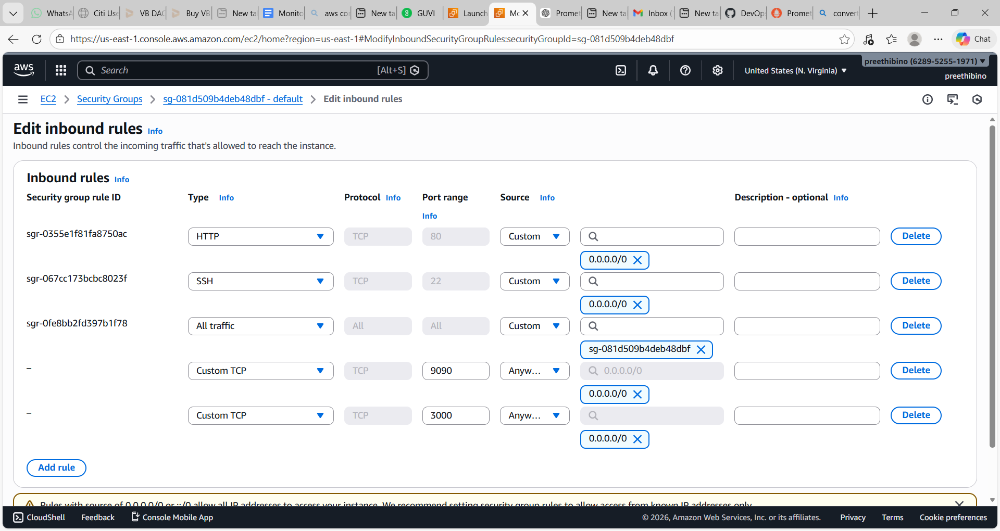 WhatsA
Citi Use
VB DAC
Buy VB
New ta
Monito
aws cor
New ta
GUVI
Launch
Mo
Promet
New ta
Inbox (
New ta
DevOp
Promet
convert
https://us-east-1.console.aws.amazon.com/ec2/home?region=us-east-1#ModifyInboundSecurityGroupRules:securityGroupId=sg-081d509b4deb48dbf
Chat
aws
Search
[Alt+S]
United States (N. Virginia)
preethibino (6289-5255-1971)
preethibino
EC2
Security Groups
sg-081d509b4deb48dbf - default
Edit inbound rules
Edit inbound rules Info
Inbound rules control the incoming traffic that's allowed to reach the instance.
Inbound rules Info
Security group rule ID
Type Info
Protocol Info
Port range
Info
Source Info
Description - optional Info
sgr-0355e1f81fa8750ac
HTTP
TCP
80
Custom
Delete
0.0.0.0/0
sgr-067cc173bcbc8023f
SSH
TCP
22
Custom
Delete
0.0.0.0/0
sgr-0fe8bb2fd397b1f78
All traffic
All
All
Custom
Delete
sg-081d509b4deb48dbf
–
Custom TCP
TCP
9090
Anyw...
0.0.0.0/0
Delete
0.0.0.0/0
–
Custom TCP
TCP
3000
Anyw...
Delete
0.0.0.0/0
Add rule
Rules with source of 0.0.0.0/0 or ::/0 allow all IP addresses to access your instance. We recommend setting security group rules to allow access from known IP addresses only.
CloudShell
Feedback
Console Mobile App
© 2026, Amazon Web Services, Inc. or its affiliates.
Privacy
Terms
Cookie preferences